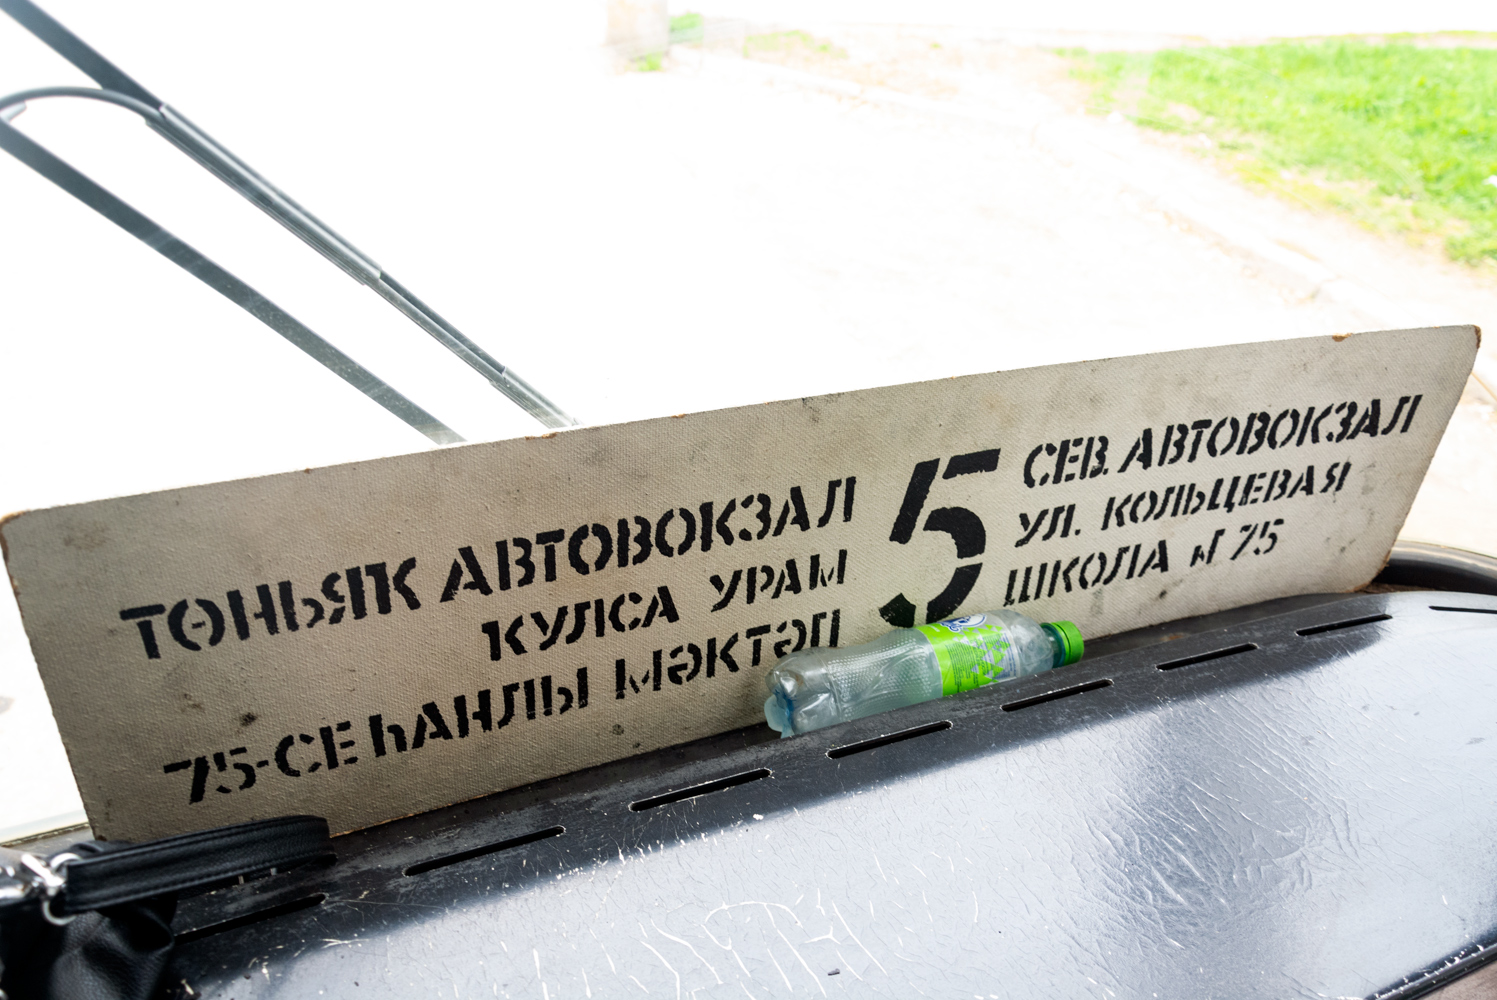 ТӨНЬЯК АВТОВОКЗАЛ
КУЛСА УРАМ
75-СЕ ҺАНЛЫ МӘКТӘП
5
СЕВ. АВТОВОКЗАЛ
УЛ. КОЛЬЦЕВАЯ
ШКОЛА № 75